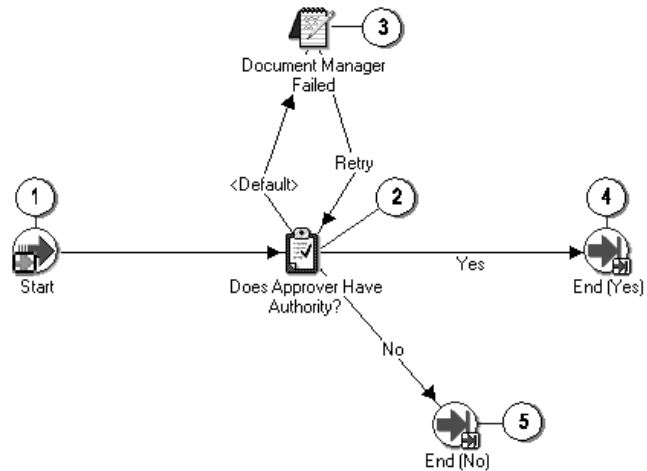 3
Document Manager
Failed
Retry
<Default>
1
2
4
Start
Does Approver Have
Authority?
Yes
End (Yes)
No
5
End (No)